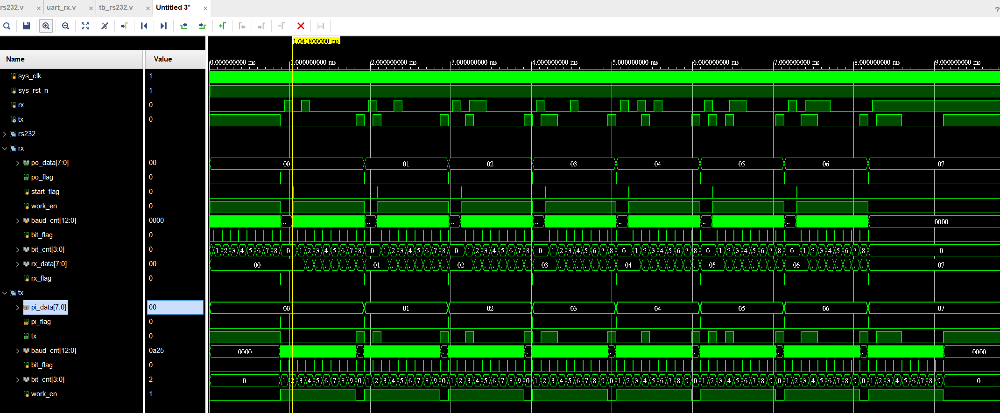 rs232.v × uart_rx.v × tb_rs232.v × Untitled 3* × ?
1.041800000 ms
Name Value
0.000000000 ms 1.000000000 ms 2.000000000 ms 3.000000000 ms 4.000000000 ms 5.000000000 ms 6.000000000 ms 7.000000000 ms 8.000000000 ms 9.000000000 ms
sys_clk 1
sys_rst_n 1
rx 0
tx 0
rs232
rx
po_data[7:0] 00 00 01 02 03 04 05 06 07
po_flag 0
start_flag 0
work_en 0
baud_cnt[12:0] 0000 .. .. .. .. .. .. .. 0000
bit_flag 0
bit_cnt[3:0] 0 1 2 3 4 5 6 7 8 0 1 2 3 4 5 6 7 8 0 1 2 3 4 5 6 7 8 0 1 2 3 4 5 6 7 8 0 1 2 3 4 5 6 7 8 0 1 2 3 4 5 6 7 8 0 1 2 3 4 5 6 7 8 0 1 2 3 4 5 6 7 8 0
rx_data[7:0] 00 00 . . . . . . . 01 . . . . . . . 02 . . . . . . . 03 . . . . . . . 04 . . . . . . . 05 . . . . . . . 06 . . . . . . . 07
rx_flag 0
tx
pi_data[7:0] 00 00 01 02 03 04 05 06 07
pi_flag 0
tx 0
baud_cnt[12:0] 0a25 0000 . . . . . . . 0000
bit_flag 0
bit_cnt[3:0] 2 0 1 2 3 4 5 6 7 8 9 0 1 2 3 4 5 6 7 8 9 0 1 2 3 4 5 6 7 8 9 0 1 2 3 4 5 6 7 8 9 0 1 2 3 4 5 6 7 8 9 0 1 2 3 4 5 6 7 8 9 0 1 2 3 4 5 6 7 8 9 0 1 2 3 4 5 6 7 8 9 0
work_en 1